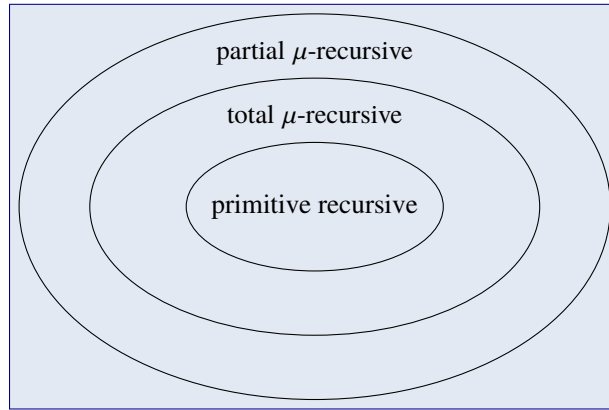 partial μ-recursive
total μ-recursive
primitive recursive